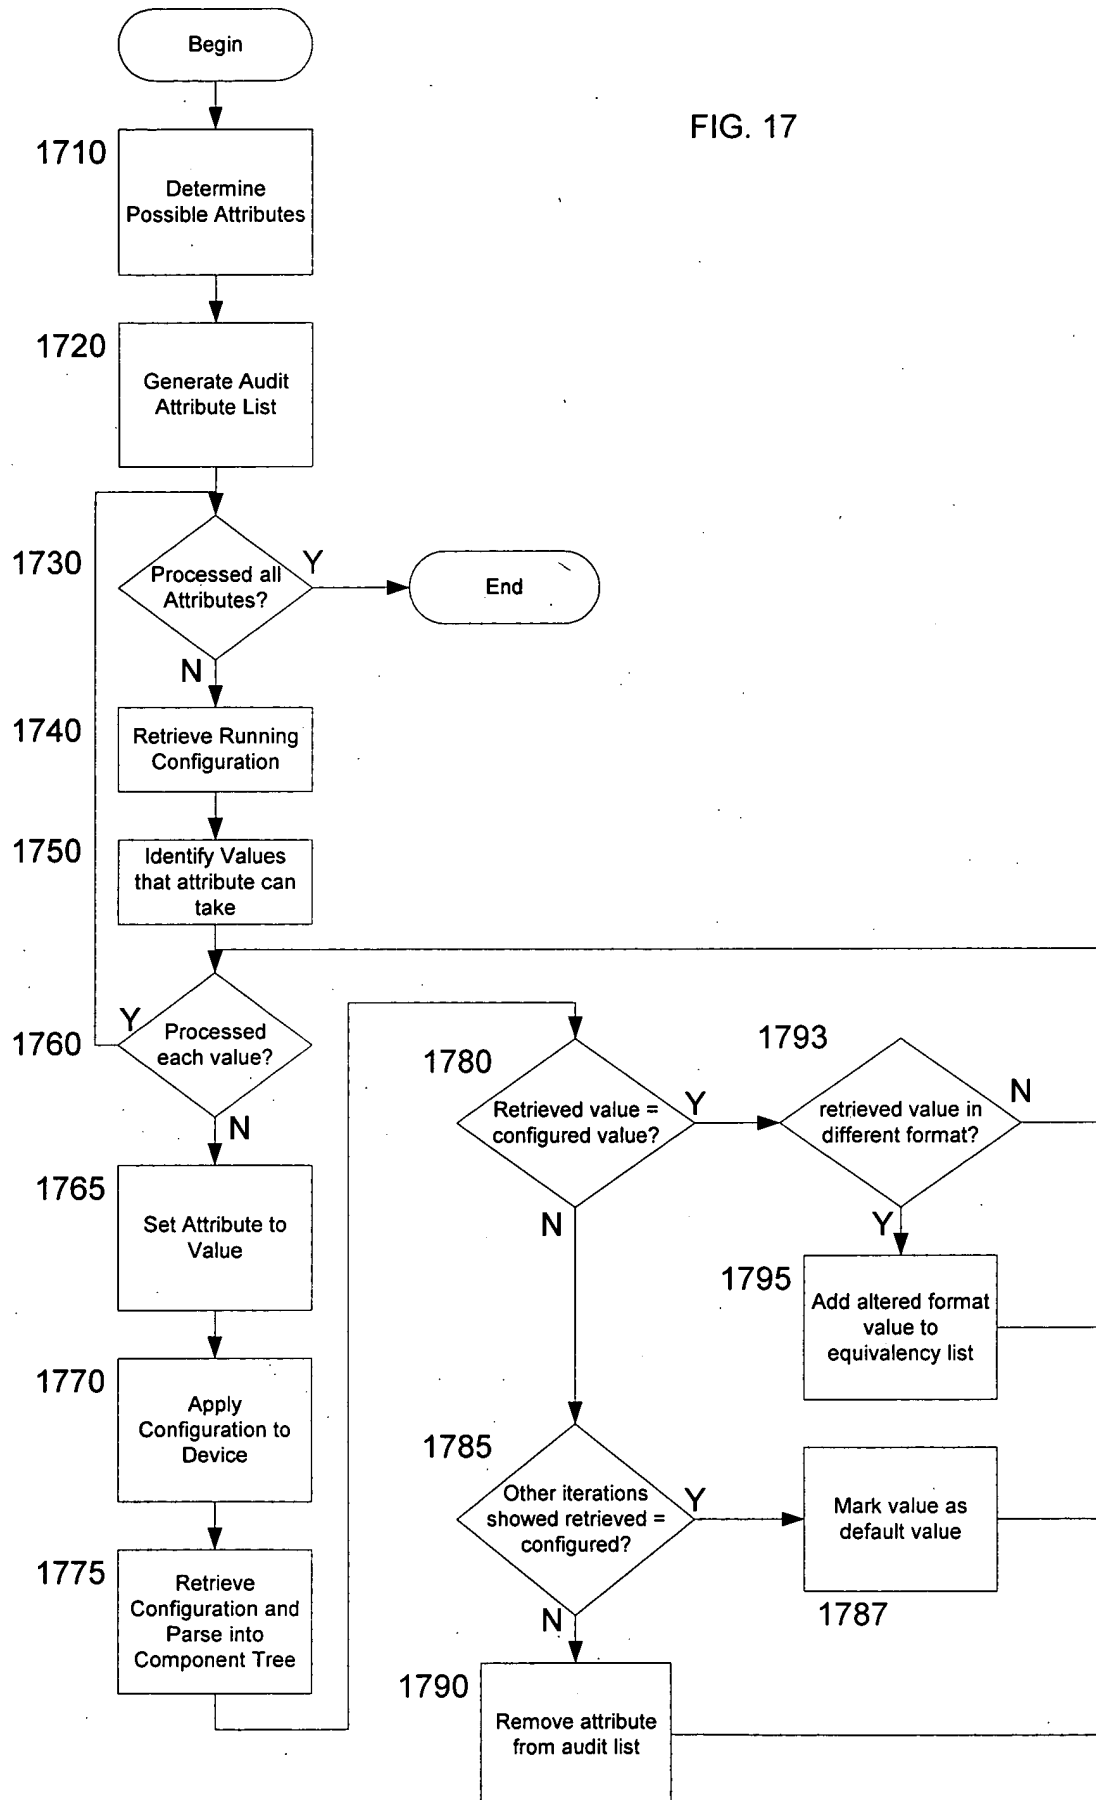 Begin
FIG. 17
1710
Determine
Possible Attributes
1720
Generate Audit
Attribute List
1730
Processed all
Attributes?
Y
End
N
1740
Retrieve Running
Configuration
1750
Identify Values
that attribute can
take
Y
1760
Processed
each value?
N
1765
Set Attribute to
Value
1770
Apply
Configuration to
Device
1775
Retrieve
Configuration and
Parse into
Component Tree
1780
Retrieved value =
configured value?
Y
N
1793
retrieved value in
different format?
N
Y
1795
Add altered format
value to
equivalency list
1785
Other iterations
showed retrieved =
configured?
Y
N
Mark value as
default value
1787
1790
Remove attribute
from audit list